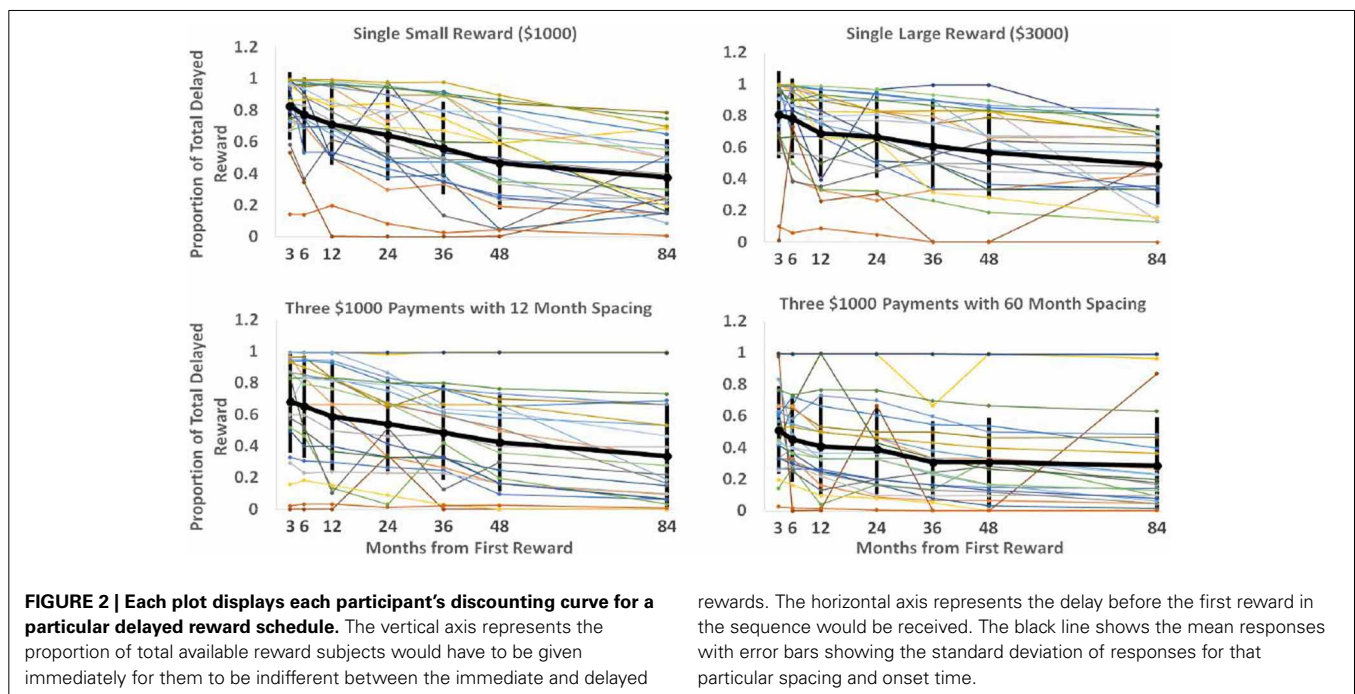 Single Small Reward ($1000)
Proportion of Total Delayed
Reward
1.2
1
0.8
0.6
0.4
0.2
0
3 6 12 24 36 48 84
Single Large Reward ($3000)
1.2
1
0.8
0.6
0.4
0.2
0
3 6 12 24 36 48 84
Three $1000 Payments with 12 Month Spacing
Proportion of Total Delayed
Reward
1.2
1
0.8
0.6
0.4
0.2
0
3 6 12 24 36 48 84
Months from First Reward
Three $1000 Payments with 60 Month Spacing
1.2
1
0.8
0.6
0.4
0.2
0
3 6 12 24 36 48 84
Months from First Reward
FIGURE 2 | Each plot displays each participant's discounting curve for a
particular delayed reward schedule. The vertical axis represents the
proportion of total available reward subjects would have to be given
immediately for them to be indifferent between the immediate and delayed
rewards. The horizontal axis represents the delay before the first reward in
the sequence would be received. The black line shows the mean responses
with error bars showing the standard deviation of responses for that
particular spacing and onset time.